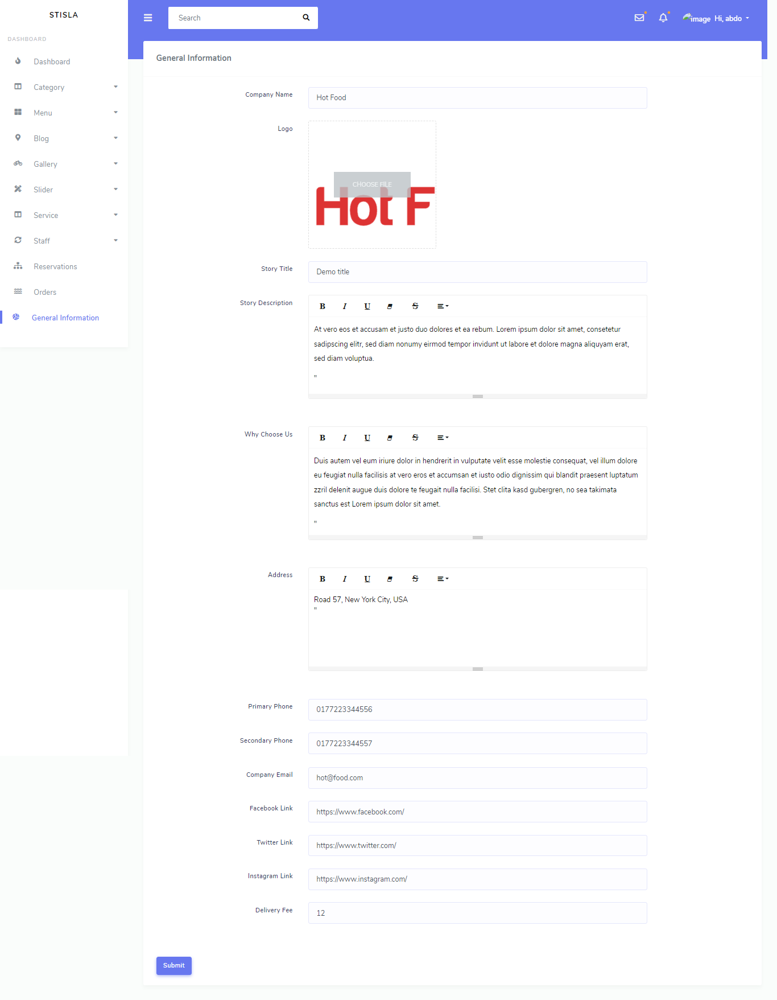 STISLA
Search
image Hi, abdo
DASHBOARD
Dashboard
Category
Menu
Blog
Gallery
Slider
Service
Staff
Reservations
Orders
General Information
General Information
Company Name
Hot Food
Logo
CHOOSE FILE
Hot F
Story Title
Demo title
Story Description
B I U S
At vero eos et accusam et justo duo dolores et ea rebum. Lorem ipsum dolor sit amet, consetetur
sadipscing elitr, sed diam nonumy eirmod tempor invidunt ut labore et dolore magna aliquyam erat,
sed diam voluptua.
"
Why Choose Us
B I U S
Duis autem vel eum iriure dolor in hendrerit in vulputate velit esse molestie consequat, vel illum dolore
eu feugiat nulla facilisis at vero eros et accumsan et iusto odio dignissim qui blandit praesent luptatum
zzril delenit augue duis dolore te feugait nulla facilisi. Stet clita kasd gubergren, no sea takimata
sanctus est Lorem ipsum dolor sit amet.
"
Address
B I U S
Road 57, New York City, USA
"
Primary Phone
0177223344556
Secondary Phone
0177223344557
Company Email
hot@food.com
Facebook Link
https://www.facebook.com/
Twitter Link
https://www.twitter.com/
Instagram Link
https://www.instagram.com/
Delivery Fee
12
Submit